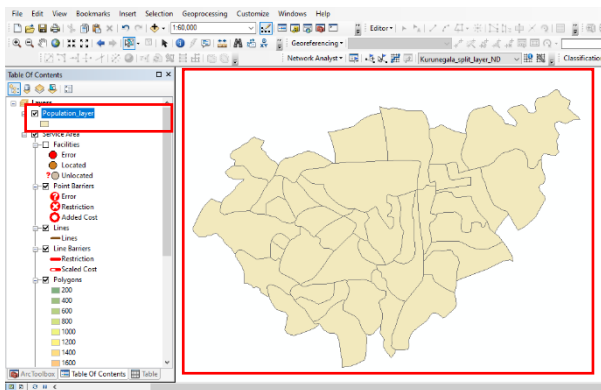 File Edit View Bookmarks Insert Selection Geoprocessing Customize Windows Help
1:60,000
Editor
Georeferencing
Network Analyst Kurunegala_split_layer_ND Classification
Table Of Contents
Layers
Population_layer
Service Area
Facilities
Error
Located
Unlocated
Point Barriers
Error
Restriction
Added Cost
Lines
Lines
Line Barriers
Restriction
Scaled Cost
Polygons
200
400
600
800
1000
1200
1400
1600
ArcToolbox Table Of Contents Table